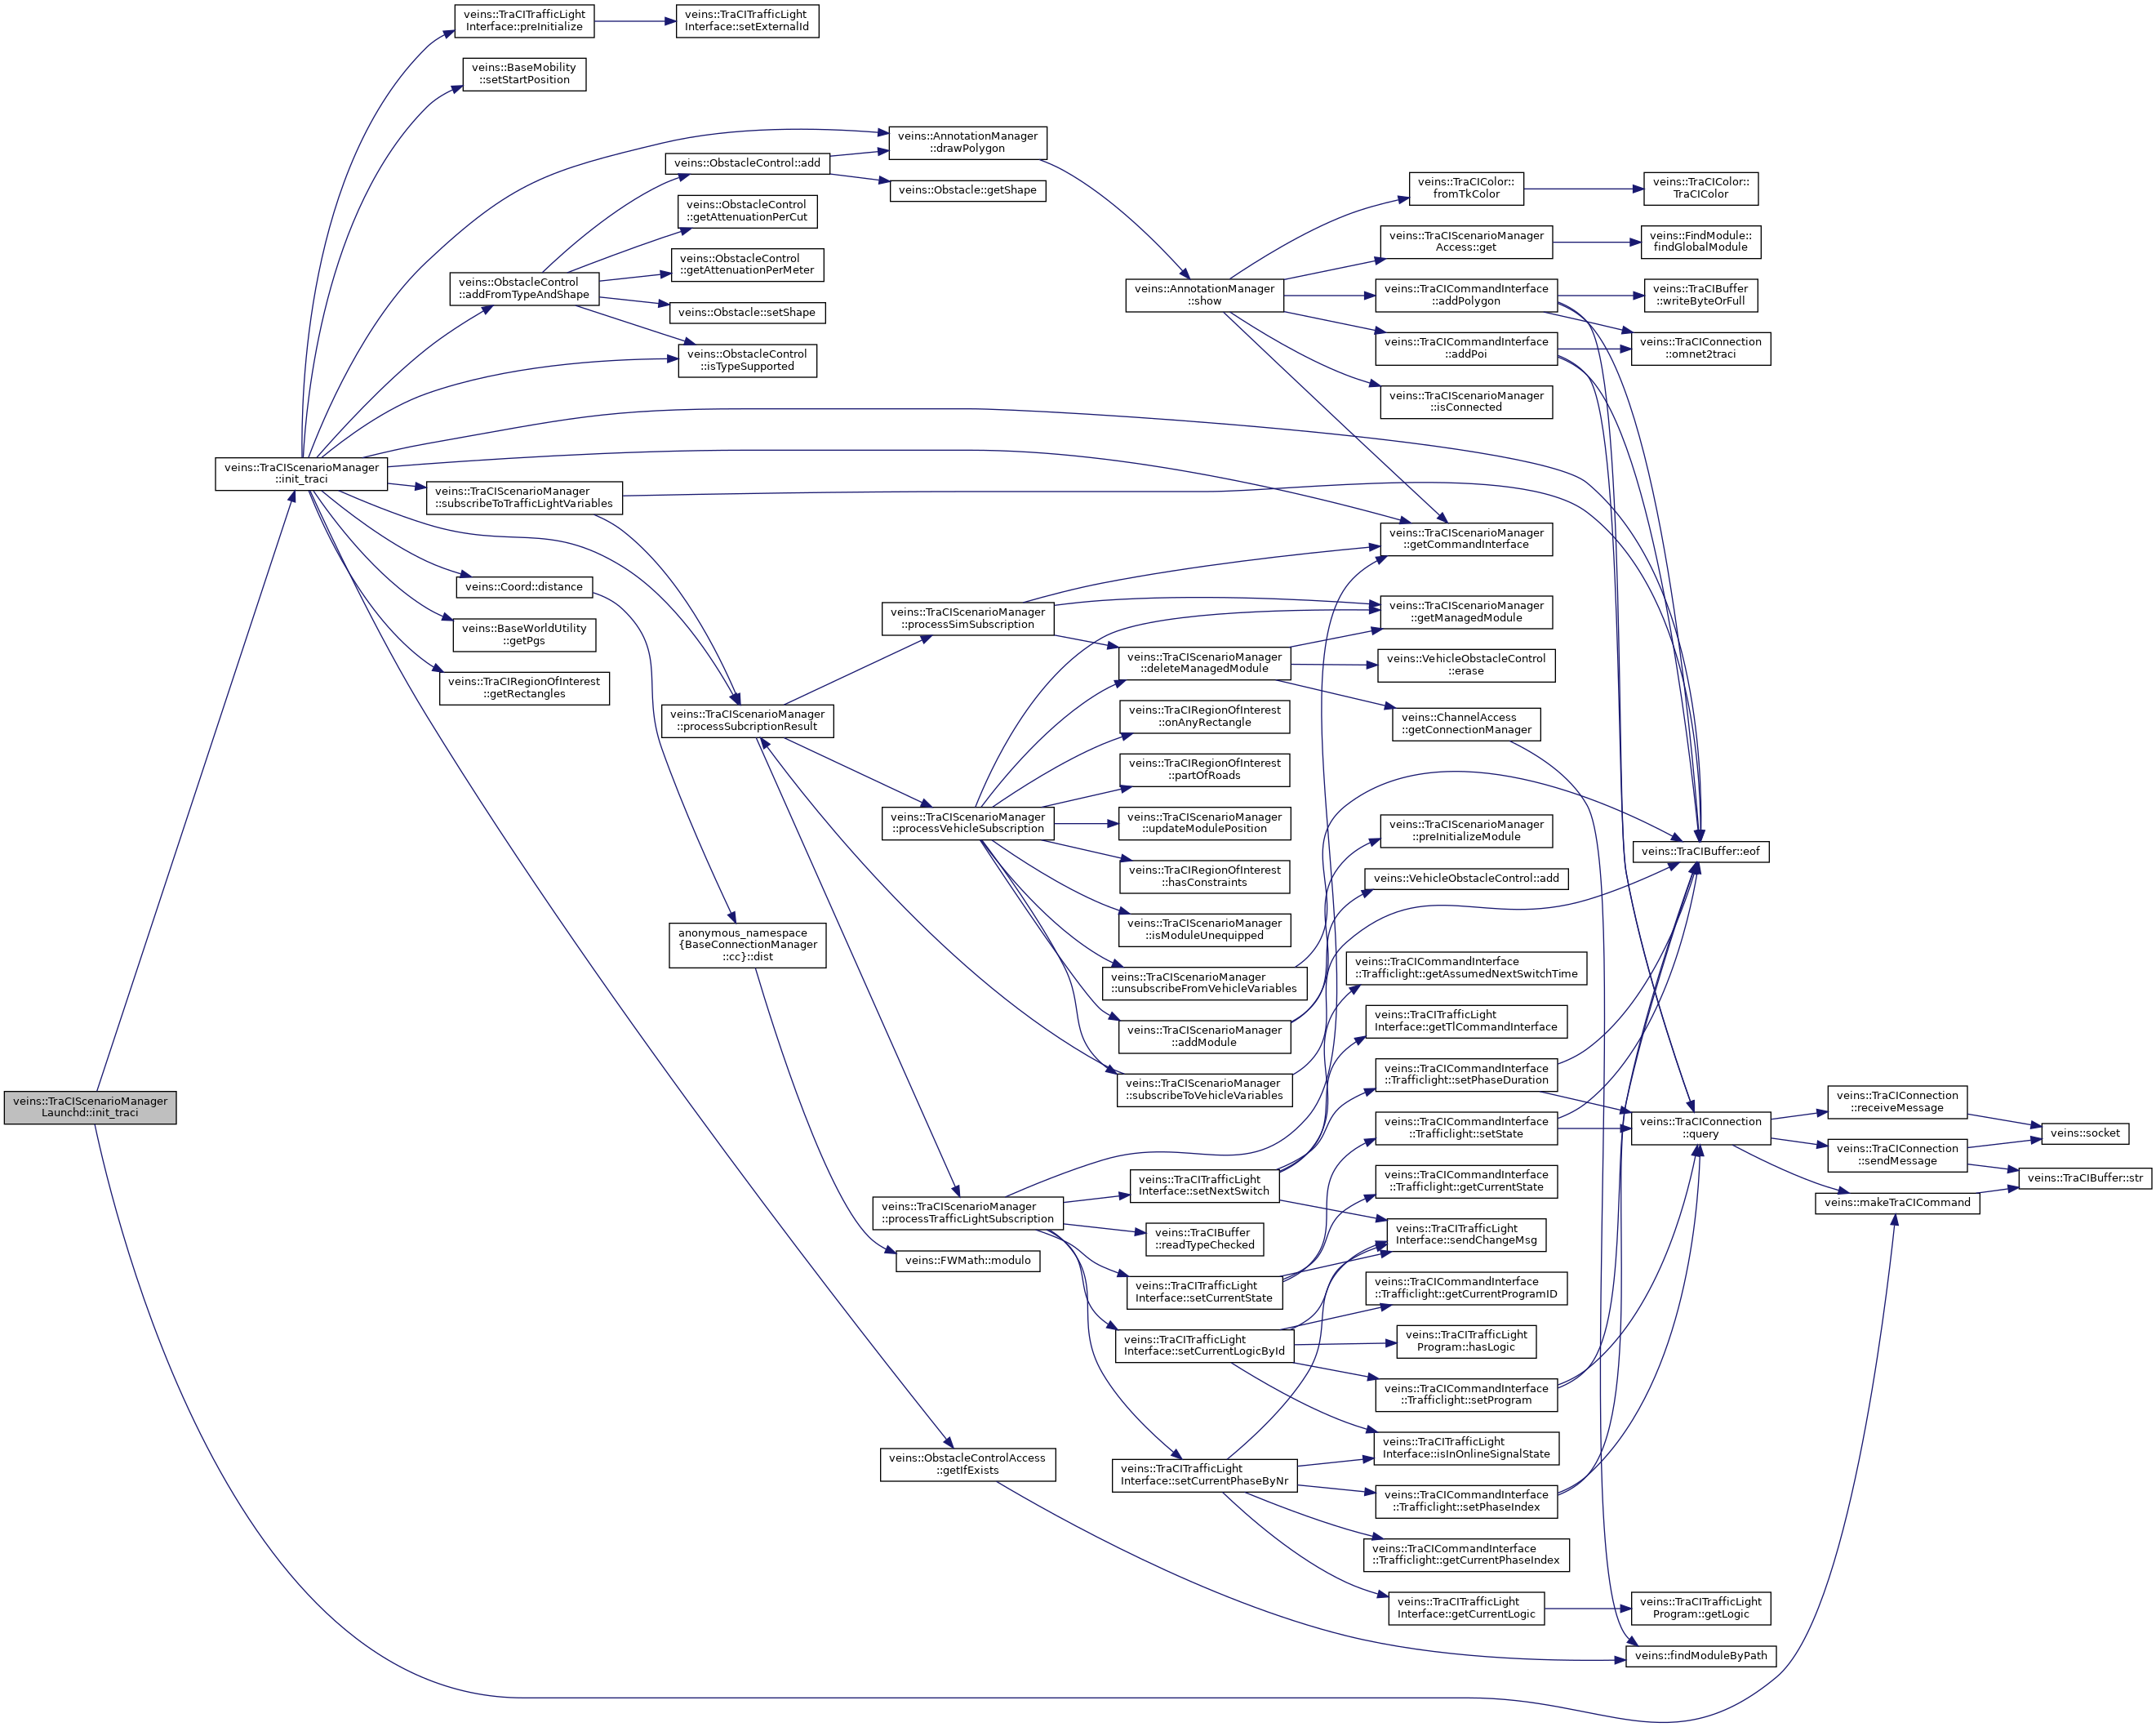 veins::TraCIScenarioManager
Launchd::init_traci
veins::TraCIScenarioManager
::init_traci
veins::TraCITrafficLight
Interface::preInitialize
veins::TraCITrafficLight
Interface::setExternalId
veins::BaseMobility
::setStartPosition
veins::AnnotationManager
::drawPolygon
veins::ObstacleControl::add
veins::Obstacle::getShape
veins::ObstacleControl
::getAttenuationPerCut
veins::ObstacleControl
::getAttenuationPerMeter
veins::ObstacleControl
::addFromTypeAndShape
veins::Obstacle::setShape
veins::ObstacleControl
::isTypeSupported
veins::AnnotationManager
::show
veins::TraCIColor::
fromTkColor
veins::TraCIColor::
TraCIColor
veins::TraCIScenarioManager
Access::get
veins::FindModule::
findGlobalModule
veins::TraCICommandInterface
::addPolygon
veins::TraCIBuffer
::writeByteOrFull
veins::TraCICommandInterface
::addPoi
veins::TraCIConnection
::omnet2traci
veins::TraCIScenarioManager
::isConnected
veins::TraCIScenarioManager
::subscribeToTrafficLightVariables
veins::TraCIScenarioManager
::getCommandInterface
veins::Coord::distance
veins::BaseWorldUtility
::getPgs
veins::TraCIRegionOfInterest
::getRectangles
veins::TraCIScenarioManager
::processSubcriptionResult
veins::TraCIScenarioManager
::processSimSubscription
veins::TraCIScenarioManager
::getManagedModule
veins::TraCIScenarioManager
::deleteManagedModule
veins::VehicleObstacleControl
::erase
veins::TraCIRegionOfInterest
::onAnyRectangle
veins::ChannelAccess
::getConnectionManager
veins::TraCIRegionOfInterest
::partOfRoads
veins::TraCIScenarioManager
::processVehicleSubscription
veins::TraCIScenarioManager
::updateModulePosition
veins::TraCIScenarioManager
::preInitializeModule
veins::TraCIBuffer::eof
veins::TraCIRegionOfInterest
::hasConstraints
veins::VehicleObstacleControl::add
veins::TraCIScenarioManager
::isModuleUnequipped
anonymous_namespace
{BaseConnectionManager
.cc}::dist
veins::TraCIScenarioManager
::unsubscribeFromVehicleVariables
veins::TraCICommandInterface
::Trafficlight::getAssumedNextSwitchTime
veins::TraCIScenarioManager
::addModule
veins::TraCITrafficLight
Interface::getTlCommandInterface
veins::TraCIScenarioManager
::subscribeToVehicleVariables
veins::TraCICommandInterface
::Trafficlight::setPhaseDuration
veins::TraCICommandInterface
::Trafficlight::setState
veins::TraCIConnection
::query
veins::TraCIConnection
::receiveMessage
veins::socket
veins::TraCIConnection
::sendMessage
veins::TraCIBuffer::str
veins::makeTraCICommand
veins::TraCIScenarioManager
::processTrafficLightSubscription
veins::TraCITrafficLight
Interface::setNextSwitch
veins::TraCICommandInterface
::Trafficlight::getCurrentState
veins::TraCIBuffer
::readTypeChecked
veins::TraCITrafficLight
Interface::sendChangeMsg
veins::FWMath::modulo
veins::TraCITrafficLight
Interface::setCurrentState
veins::TraCICommandInterface
::Trafficlight::getCurrentProgramID
veins::TraCITrafficLight
Interface::setCurrentLogicById
veins::TraCITrafficLight
Program::hasLogic
veins::TraCICommandInterface
::Trafficlight::setProgram
veins::ObstacleControlAccess
::getIfExists
veins::TraCITrafficLight
Interface::setCurrentPhaseByNr
veins::TraCITrafficLight
Interface::isInOnlineSignalState
veins::TraCICommandInterface
::Trafficlight::setPhaseIndex
veins::TraCICommandInterface
::Trafficlight::getCurrentPhaseIndex
veins::TraCITrafficLight
Interface::getCurrentLogic
veins::TraCITrafficLight
Program::getLogic
veins::findModuleByPath